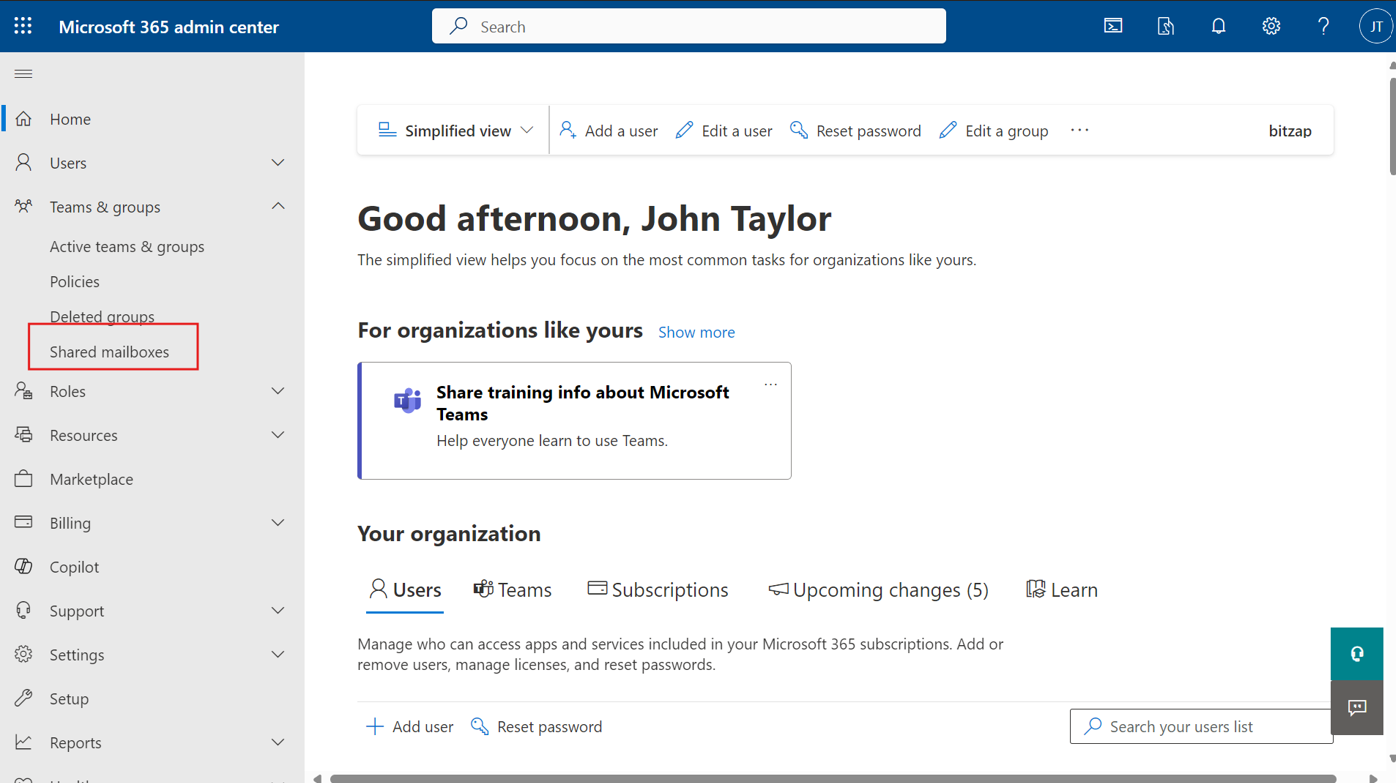 Microsoft 365 admin center
Search
JT
Home
Users
Teams & groups
Active teams & groups
Policies
Deleted groups
Shared mailboxes
Roles
Resources
Marketplace
Billing
Copilot
Support
Settings
Setup
Reports
Simplified view
Add a user
Edit a user
Reset password
Edit a group
bitzap
Good afternoon, John Taylor
The simplified view helps you focus on the most common tasks for organizations like yours.
For organizations like yours
Show more
Share training info about Microsoft
Teams
Help everyone learn to use Teams.
Your organization
Users
Teams
Subscriptions
Upcoming changes (5)
Learn
Manage who can access apps and services included in your Microsoft 365 subscriptions. Add or
remove users, manage licenses, and reset passwords.
Add user
Reset password
Search your users list